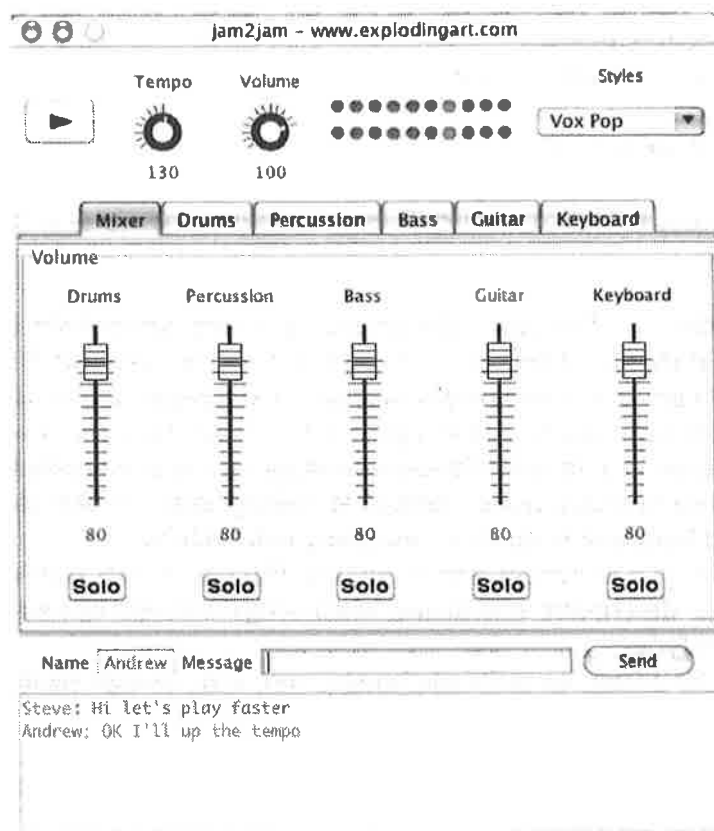 jam2jam - www.explodingart.com
Tempo Volume Styles
Vox Pop
130 100
Mixer Drums Percussion Bass Guitar Keyboard
Volume
Drums Percussion Bass Guitar Keyboard
80 80 80 80 80
Solo Solo Solo Solo Solo
Name Andrew Message Send
Steve: Hi let's play faster
Andrew: OK I'll up the tempo